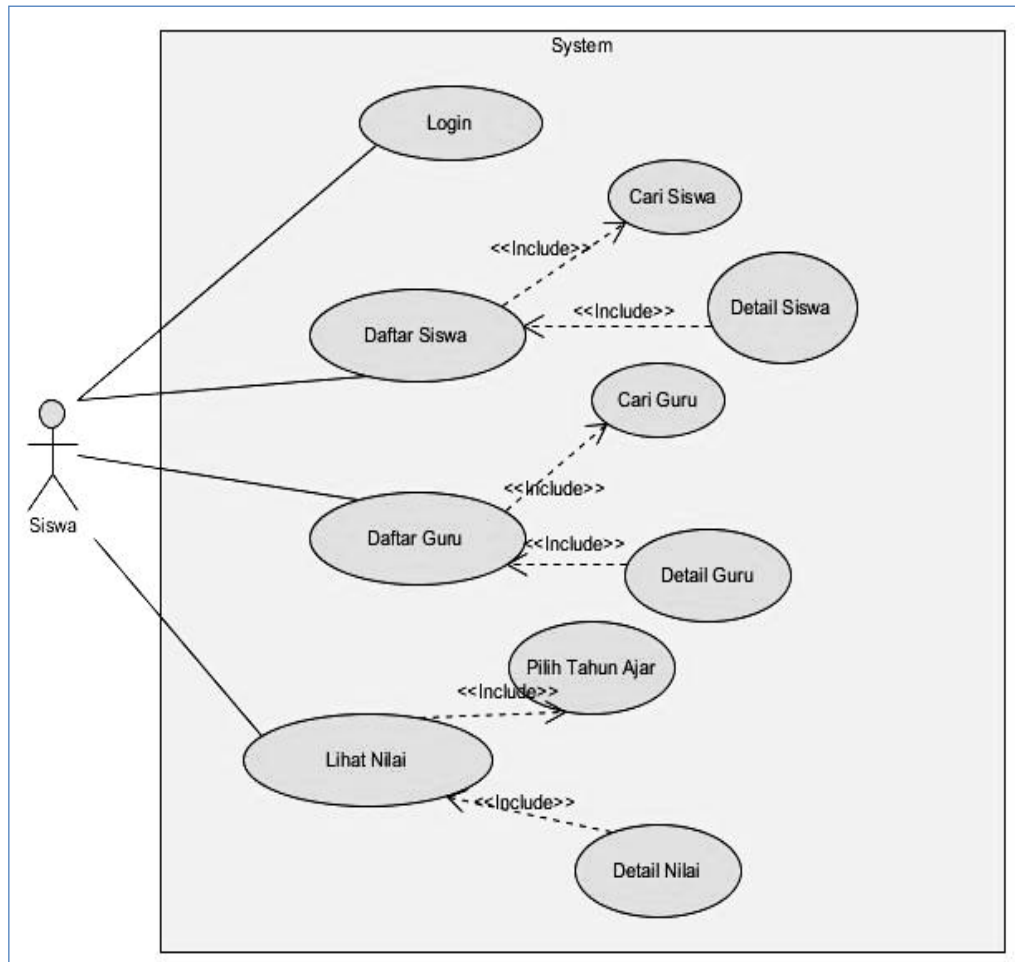 System
Login
Cari Siswa
<<Include>>
Detail Siswa
<<Include>>
Daftar Siswa
Cari Guru
<<Include>>
Siswa
Daftar Guru
<<Include>>
Detail Guru
Pilih Tahun Ajar
<<Include>>
Lihat Nilai
<<Include>>
Detail Nilai